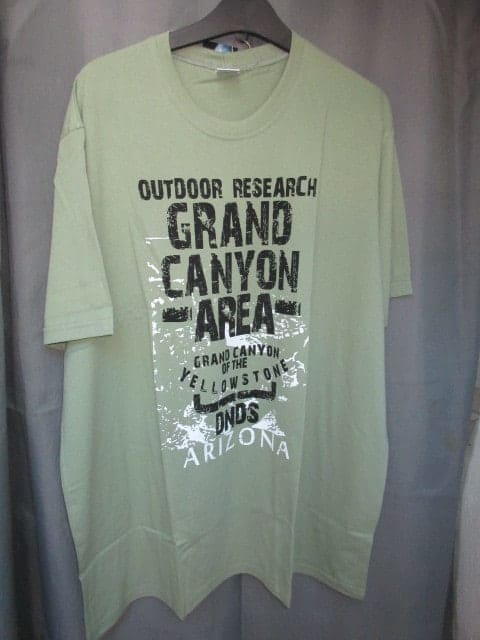 OUTDOOR RESEARCH
GRAND
CANYON
AREA
GRAND CANYON
OF THE
YELLOWSTONE
DNDS
ARIZONA